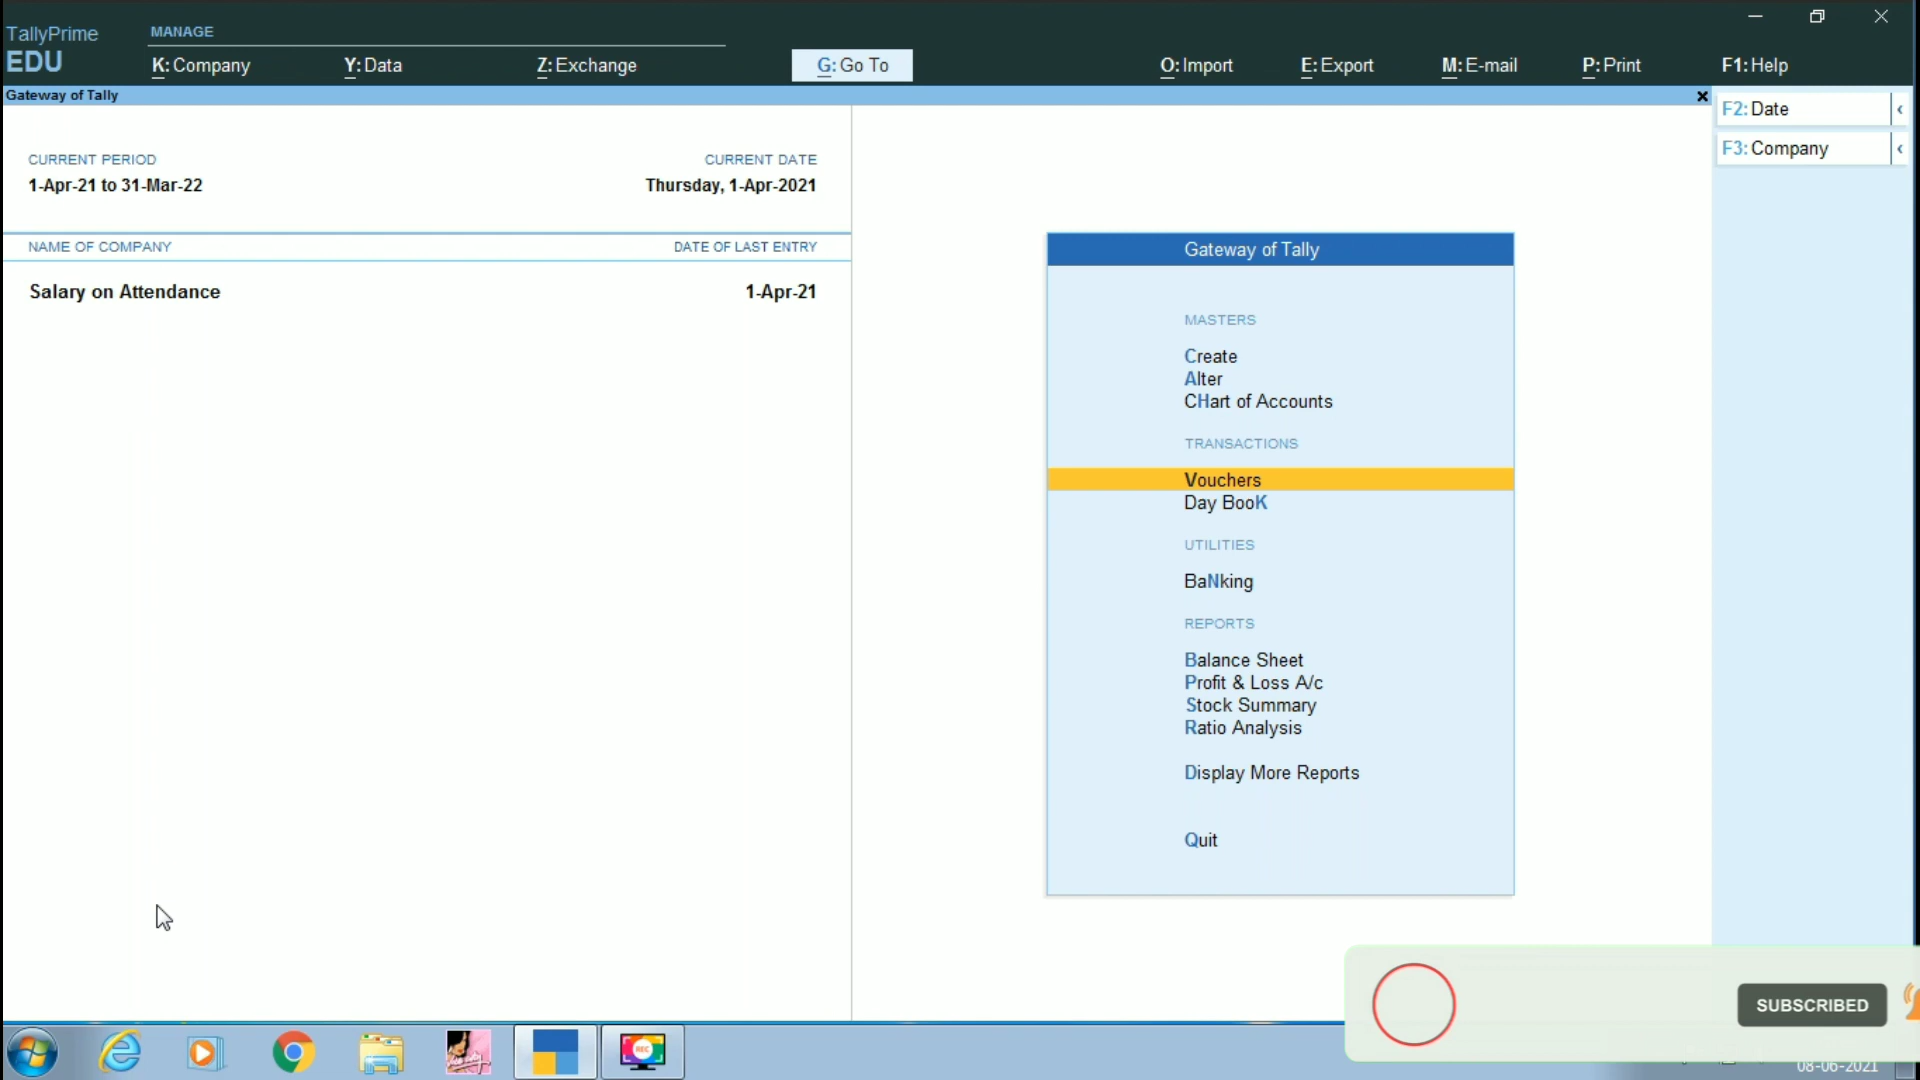 TallyPrime
EDU
MANAGE
K: Company
Y: Data
Z: Exchange
G: Go To
O: Import
E: Export
M: E-mail
P: Print
F1: Help
Gateway of Tally
F2: Date
F3: Company
CURRENT PERIOD
CURRENT DATE
1-Apr-21 to 31-Mar-22
Thursday, 1-Apr-2021
NAME OF COMPANY
DATE OF LAST ENTRY
Salary on Attendance
1-Apr-21
Gateway of Tally
MASTERS
Create
Alter
CHart of Accounts
TRANSACTIONS
Vouchers
Day BooK
UTILITIES
BaNking
REPORTS
Balance Sheet
Profit & Loss A/c
Stock Summary
Ratio Analysis
Display More Reports
Quit
SUBSCRIBED
REC
08-06-2021